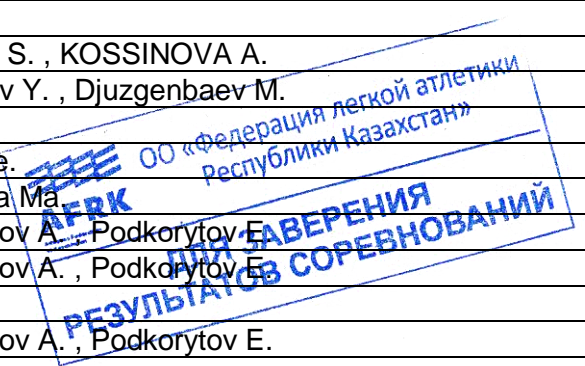 S. , KOSSINOVA A.
v Y. , Djuzgenbaev M.
e.
a Ma.
ov A. , Podkorytov E.
ov A. , Podkorytov E.
ov A. , Podkorytov E.
AFRK
ОО «Федерация легкой атлетики
Республики Казахстан»
ДЛЯ ЗАВЕРЕНИЯ
РЕЗУЛЬТАТОВ СОРЕВНОВАНИЙ